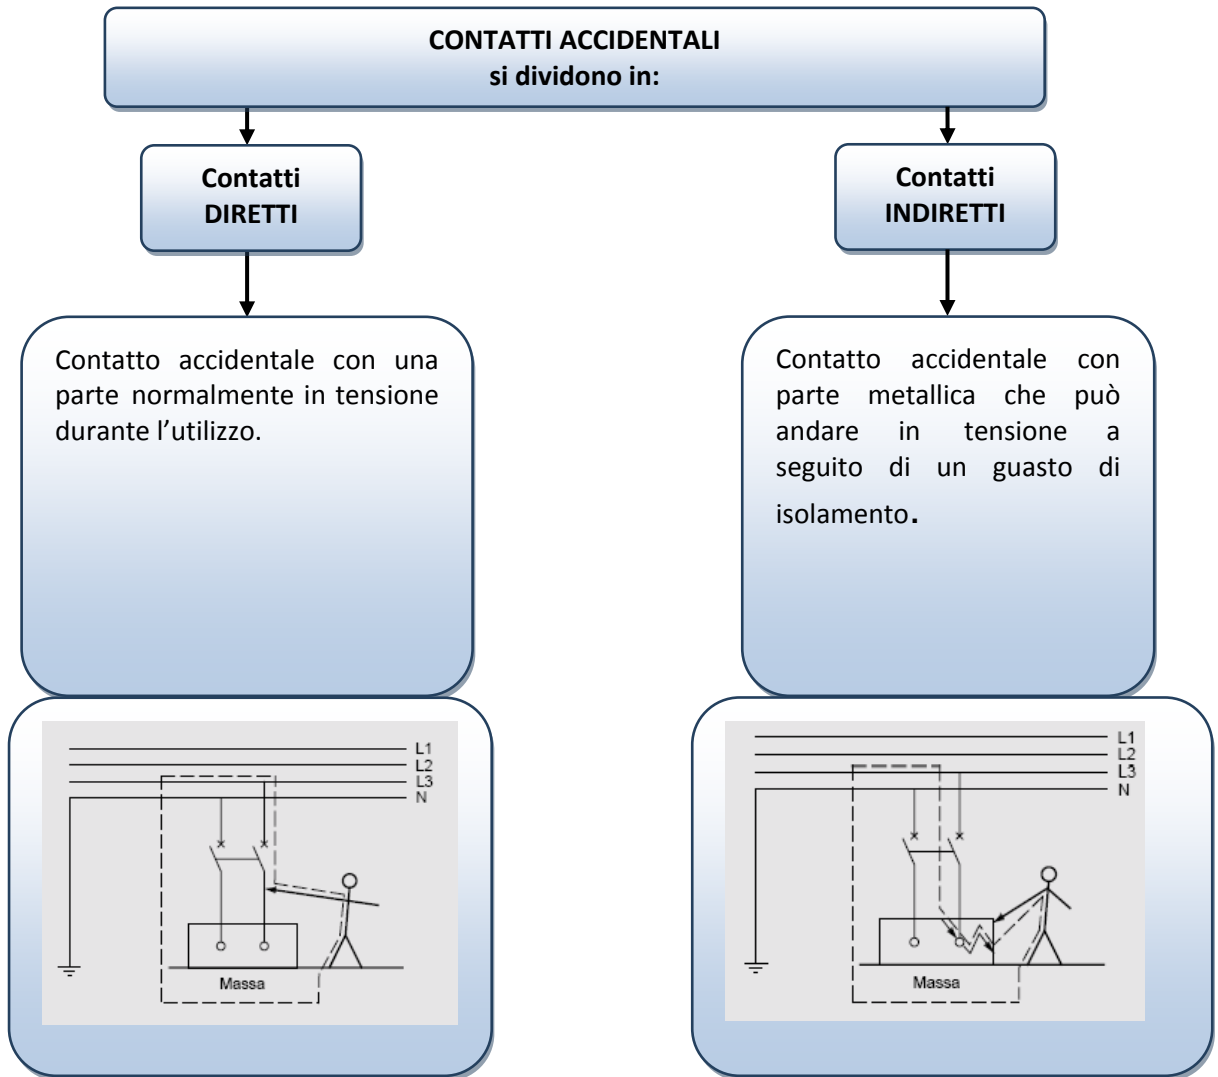 CONTATTI ACCIDENTALI
si dividono in:
Contatti
DIRETTI
Contatti
INDIRETTI
Contatto accidentale con una
parte normalmente in tensione
durante l’utilizzo.
Contatto accidentale con
parte metallica che può
andare in tensione a
seguito di un guasto di
isolamento.
L1
L2
L3
N
Massa
L1
L2
L3
N
Massa